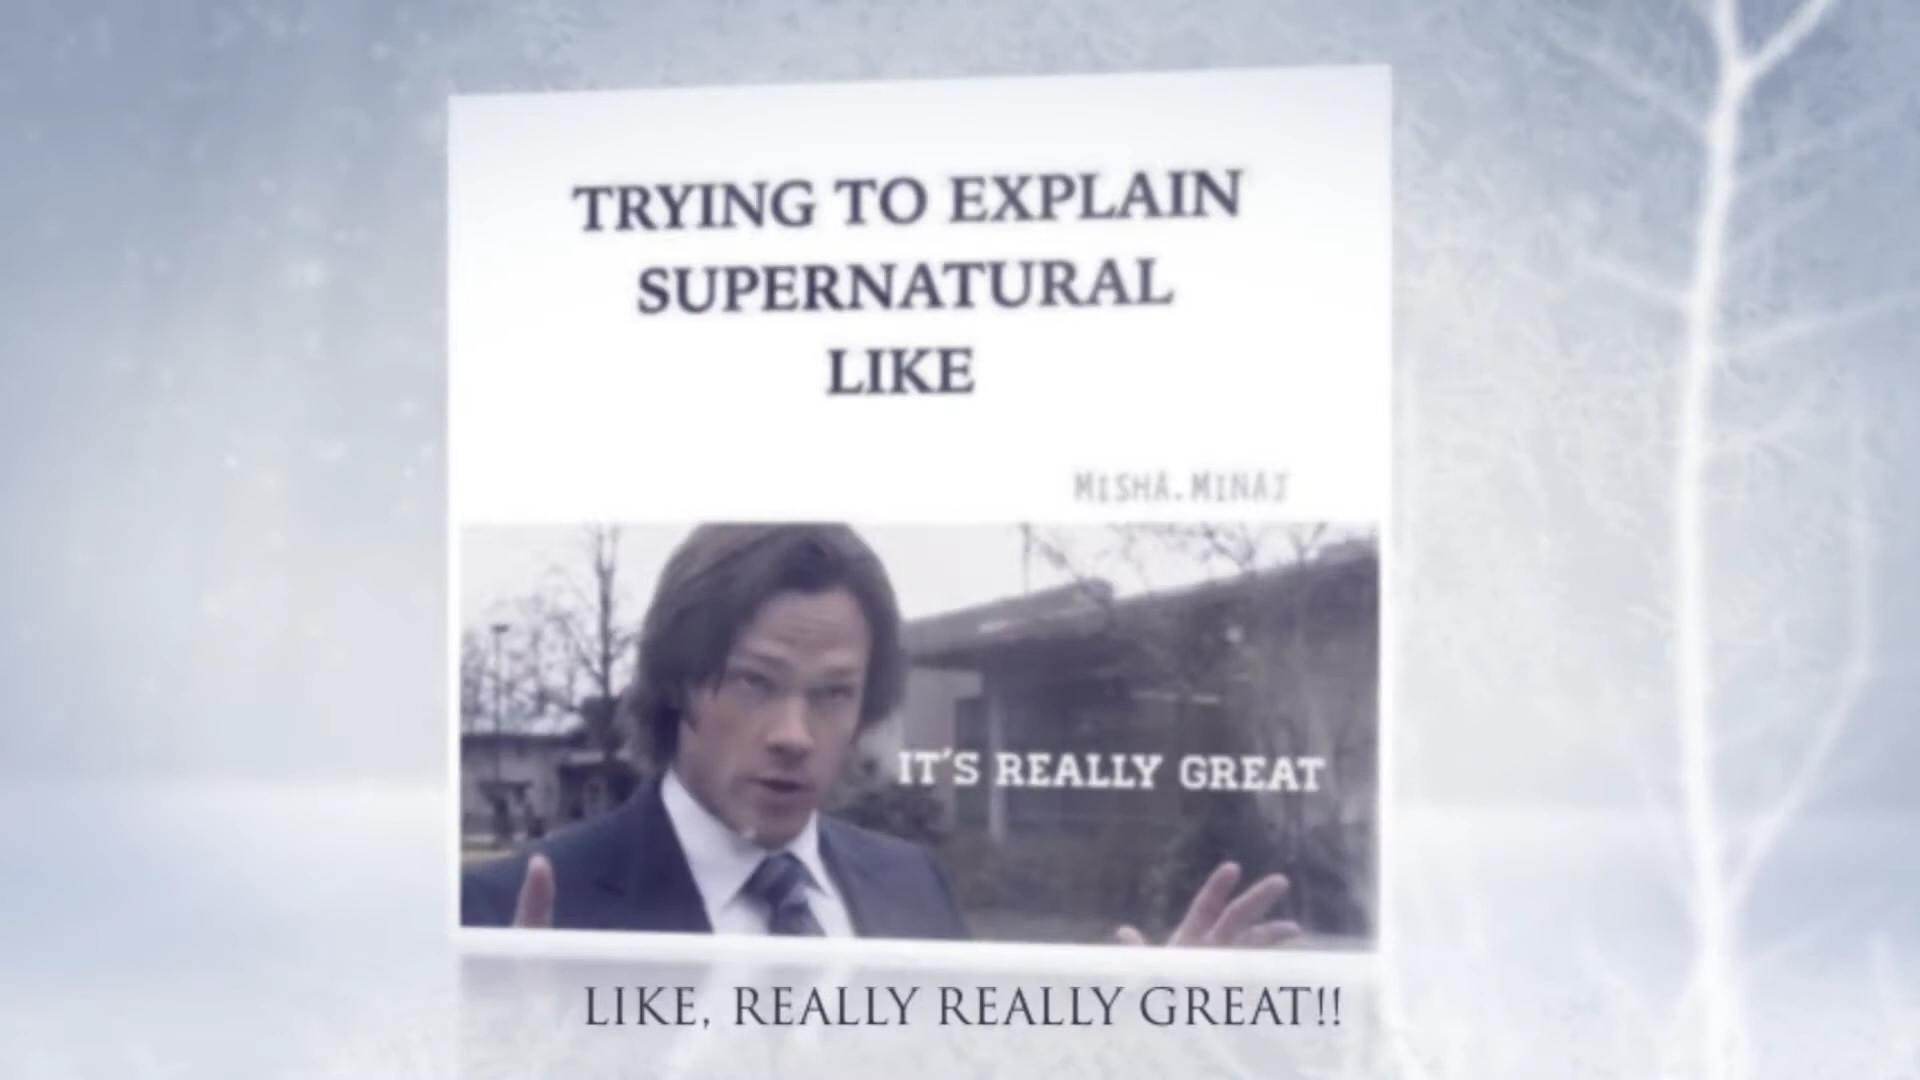 TRYING TO EXPLAIN
SUPERNATURAL
LIKE
MISHA.MINAJ
IT'S REALLY GREAT
LIKE, REALLY REALLY GREAT!!